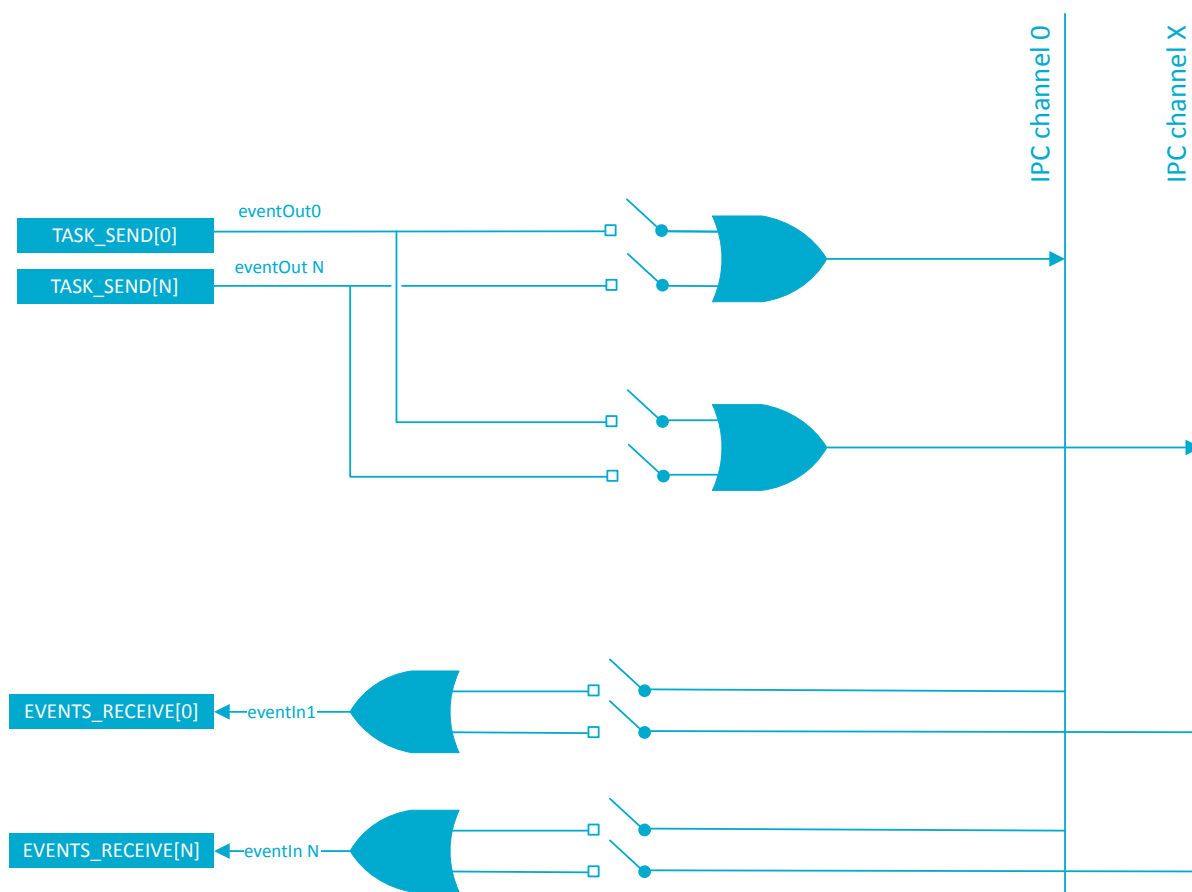 IPC channel 0
IPC channel X
eventOut0
TASK_SEND[0]
eventOut N
TASK_SEND[N]
EVENTS_RECEIVE[0]
eventIn1
EVENTS_RECEIVE[N]
eventIn N